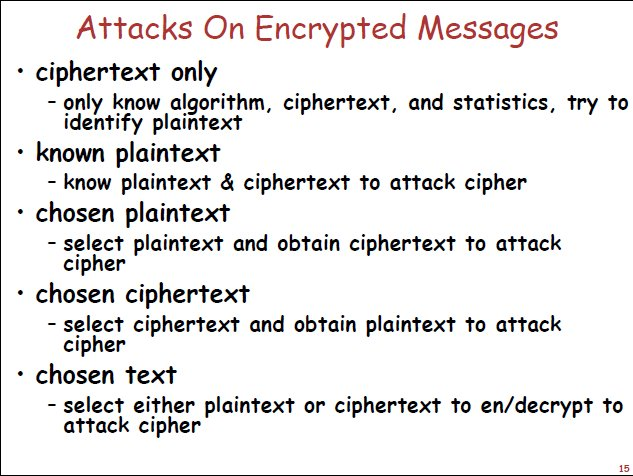 Attacks On Encrypted Messages
• ciphertext only
– only know algorithm, ciphertext, and statistics, try to
identify plaintext
• known plaintext
– know plaintext & ciphertext to attack cipher
• chosen plaintext
– select plaintext and obtain ciphertext to attack
cipher
• chosen ciphertext
– select ciphertext and obtain plaintext to attack
cipher
• chosen text
– select either plaintext or ciphertext to en/decrypt to
attack cipher
15